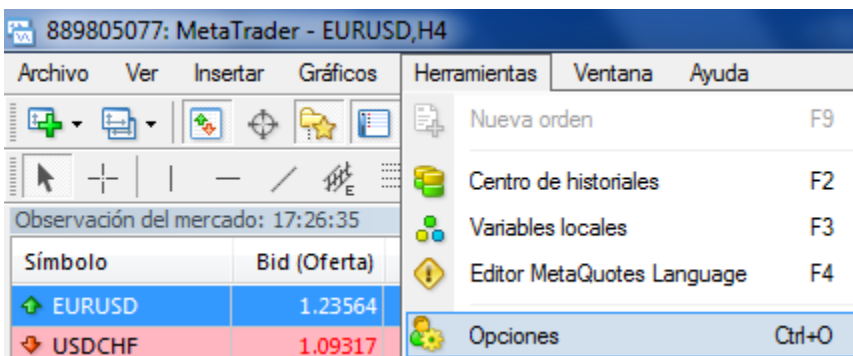 889805077: MetaTrader - EURUSD,H4
Archivo Ver Insertar Gráficos Herramientas Ventana Ayuda
Nueva orden F9
E
Centro de historiales F2
Observación del mercado: 17:26:35
Variables locales F3
Símbolo Bid (Oferta)
Editor MetaQuotes Language F4
EURUSD 1.23564
Opciones Ctrl+O
USDCHF 1.09317